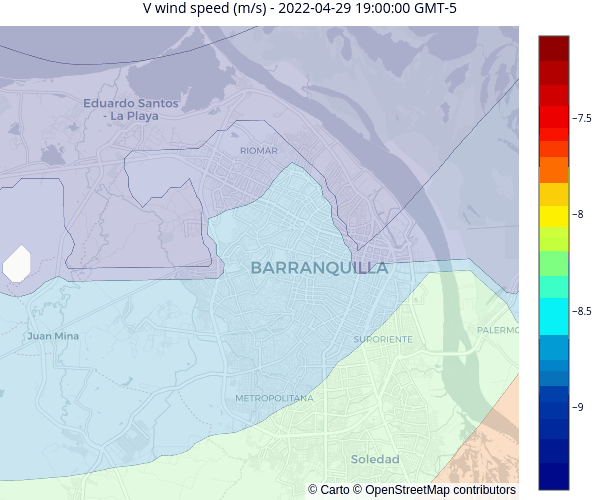 V wind speed (m/s) - 2022-04-29 19:00:00 GMT-5
Eduardo Santos
- La Playa
RIOMAR
BARRANQUILLA
Juan Mina
SURORIENTE
PALERMO
METROPOLITANA
Soledad
© Carto © OpenStreetMap contributors
−7.5
−8
−8.5
−9